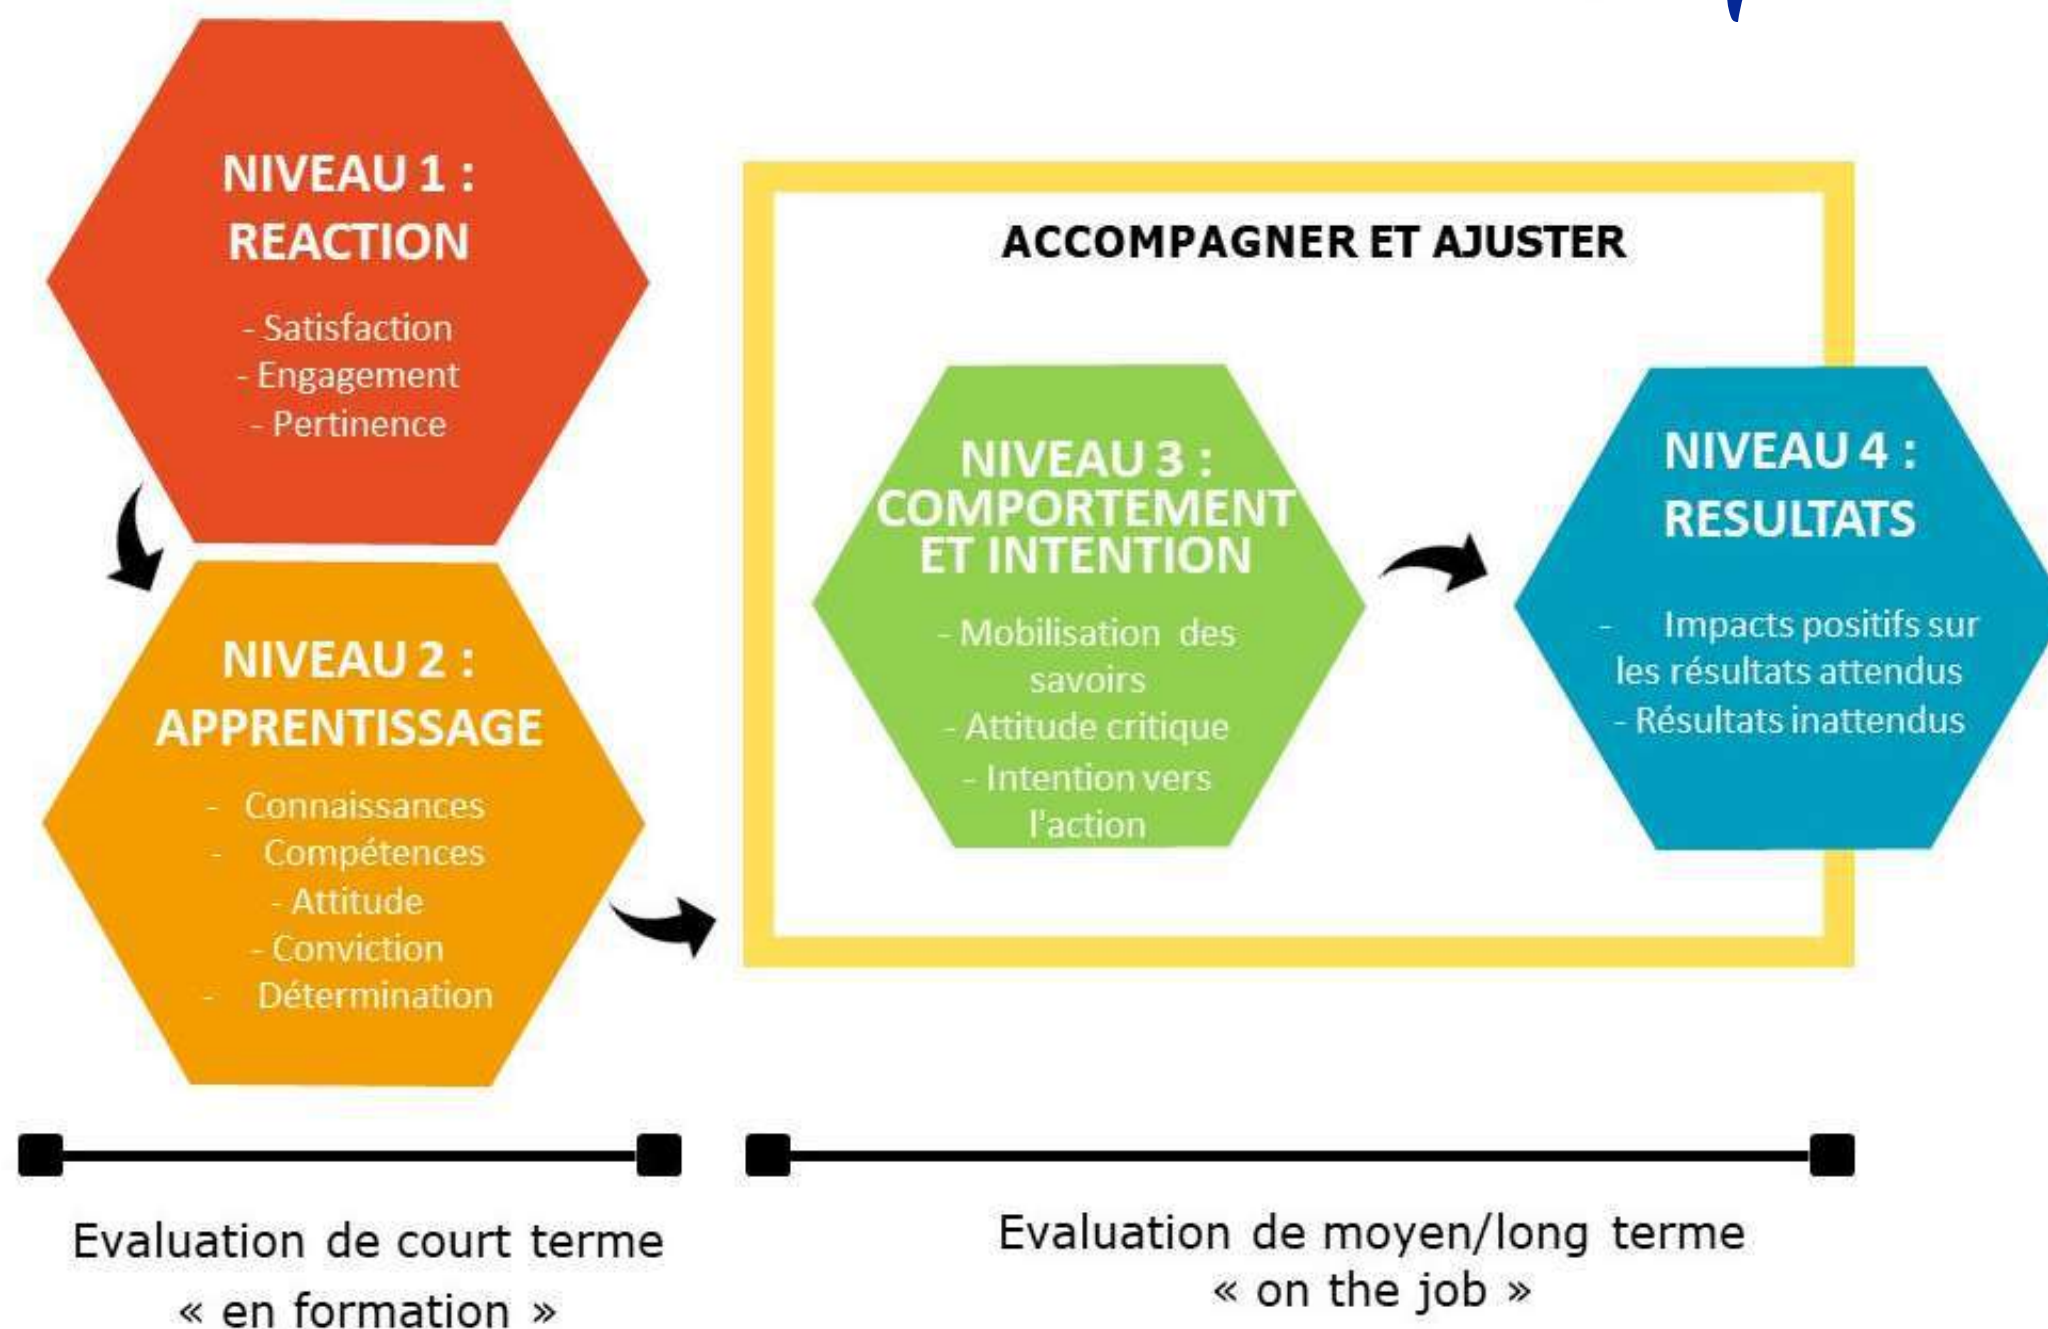 NIVEAU 1 :
REACTION
- Satisfaction
- Engagement
- Pertinence
NIVEAU 2 :
APPRENTISSAGE
- Connaissances
- Compétences
- Attitude
- Conviction
- Détermination
ACCOMPAGNER ET AJUSTER
NIVEAU 3 :
COMPORTEMENT
ET INTENTION
- Mobilisation des
savoirs
- Attitude critique
- Intention vers
l'action
NIVEAU 4 :
RESULTATS
- Impacts positifs sur
les résultats attendus
- Résultats inattendus
Evaluation de court terme
« en formation »
Evaluation de moyen/long terme
« on the job »